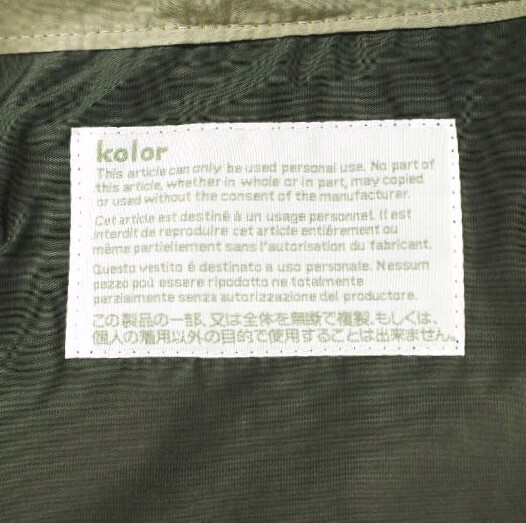 kolor
This article can only be used personal use. No part of
this article, whether in whole or in part, may copied
or used without the consent of the manufacturer.
Cet article est destiné à un usage personnel. Il est
interdit de reproduire cet article entiérement ou
même partiellement sans l'autorisation du fabricant.
Questo vestito é destinato a uso personale. Nessum
pezzo puó essere ripodotto ne totalmente
parzialmente senza autorizzazione del productore.
この製品の一部、又は全体を無断で複製、もしくは、
個人の着用以外の目的で使用することは出来ません。